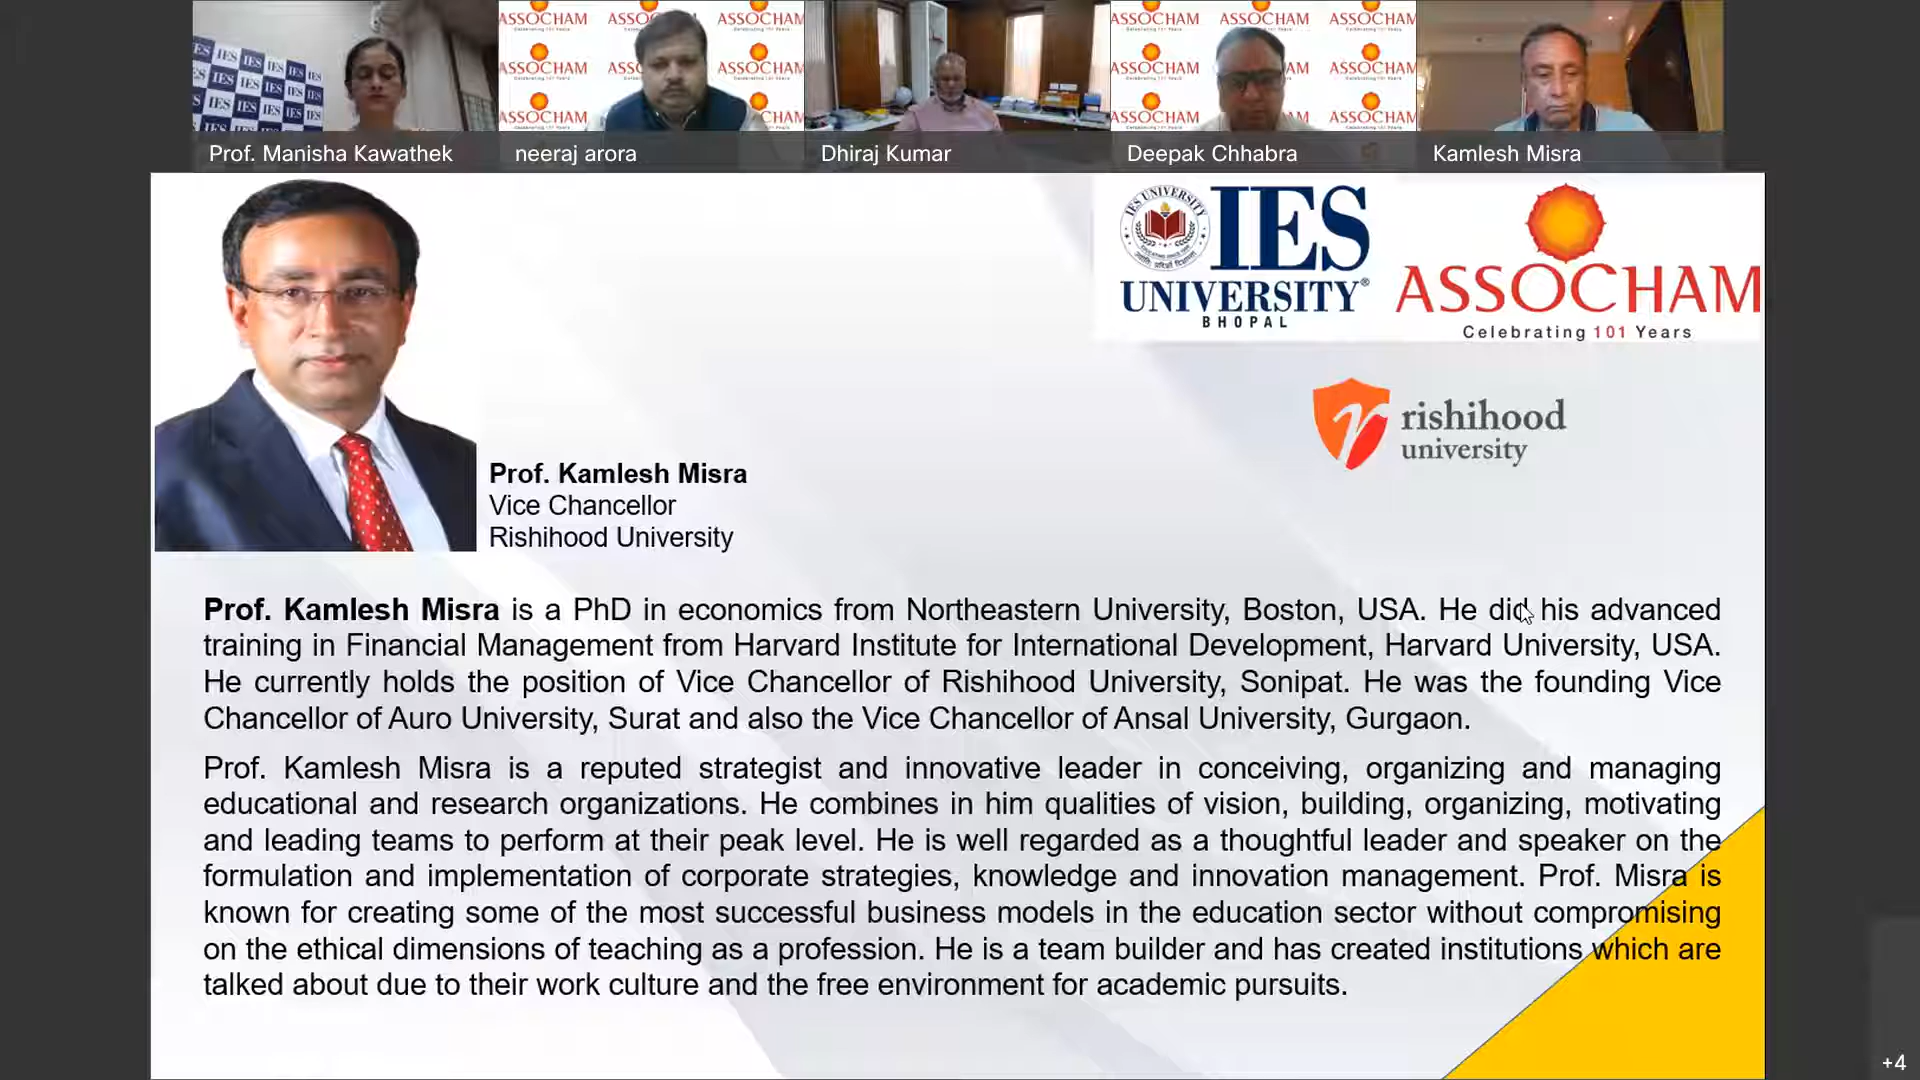 Prof. Manisha Kawathek
neeraj arora
Dhiraj Kumar
Deepak Chhabra
Kamlesh Misra
IES UNIVERSITY
IES
UNIVERSITY®
BHOPAL
ASSOCHAM
Celebrating 101 Years
rishihood
university
Prof. Kamlesh Misra
Vice Chancellor
Rishihood University
Prof. Kamlesh Misra is a PhD in economics from Northeastern University, Boston, USA. He did his advanced
training in Financial Management from Harvard Institute for International Development, Harvard University, USA.
He currently holds the position of Vice Chancellor of Rishihood University, Sonipat. He was the founding Vice
Chancellor of Auro University, Surat and also the Vice Chancellor of Ansal University, Gurgaon.
Prof. Kamlesh Misra is a reputed strategist and innovative leader in conceiving, organizing and managing
educational and research organizations. He combines in him qualities of vision, building, organizing, motivating
and leading teams to perform at their peak level. He is well regarded as a thoughtful leader and speaker on the
formulation and implementation of corporate strategies, knowledge and innovation management. Prof. Misra is
known for creating some of the most successful business models in the education sector without compromising
on the ethical dimensions of teaching as a profession. He is a team builder and has created institutions which are
talked about due to their work culture and the free environment for academic pursuits.
+4